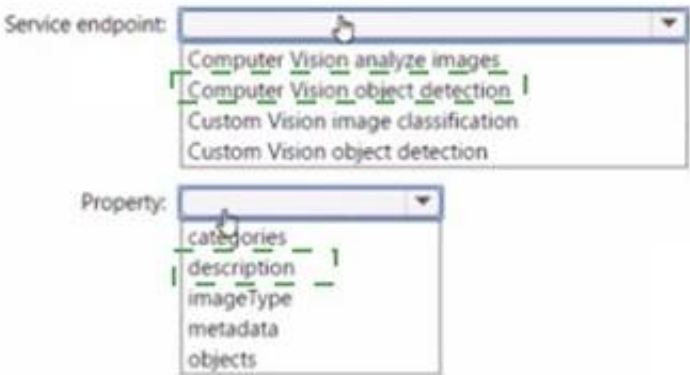 Service endpoint:
Computer Vision analyze images
Computer Vision object detection
Custom Vision image classification
Custom Vision object detection
Property:
categories
description
imageType
metadata
objects